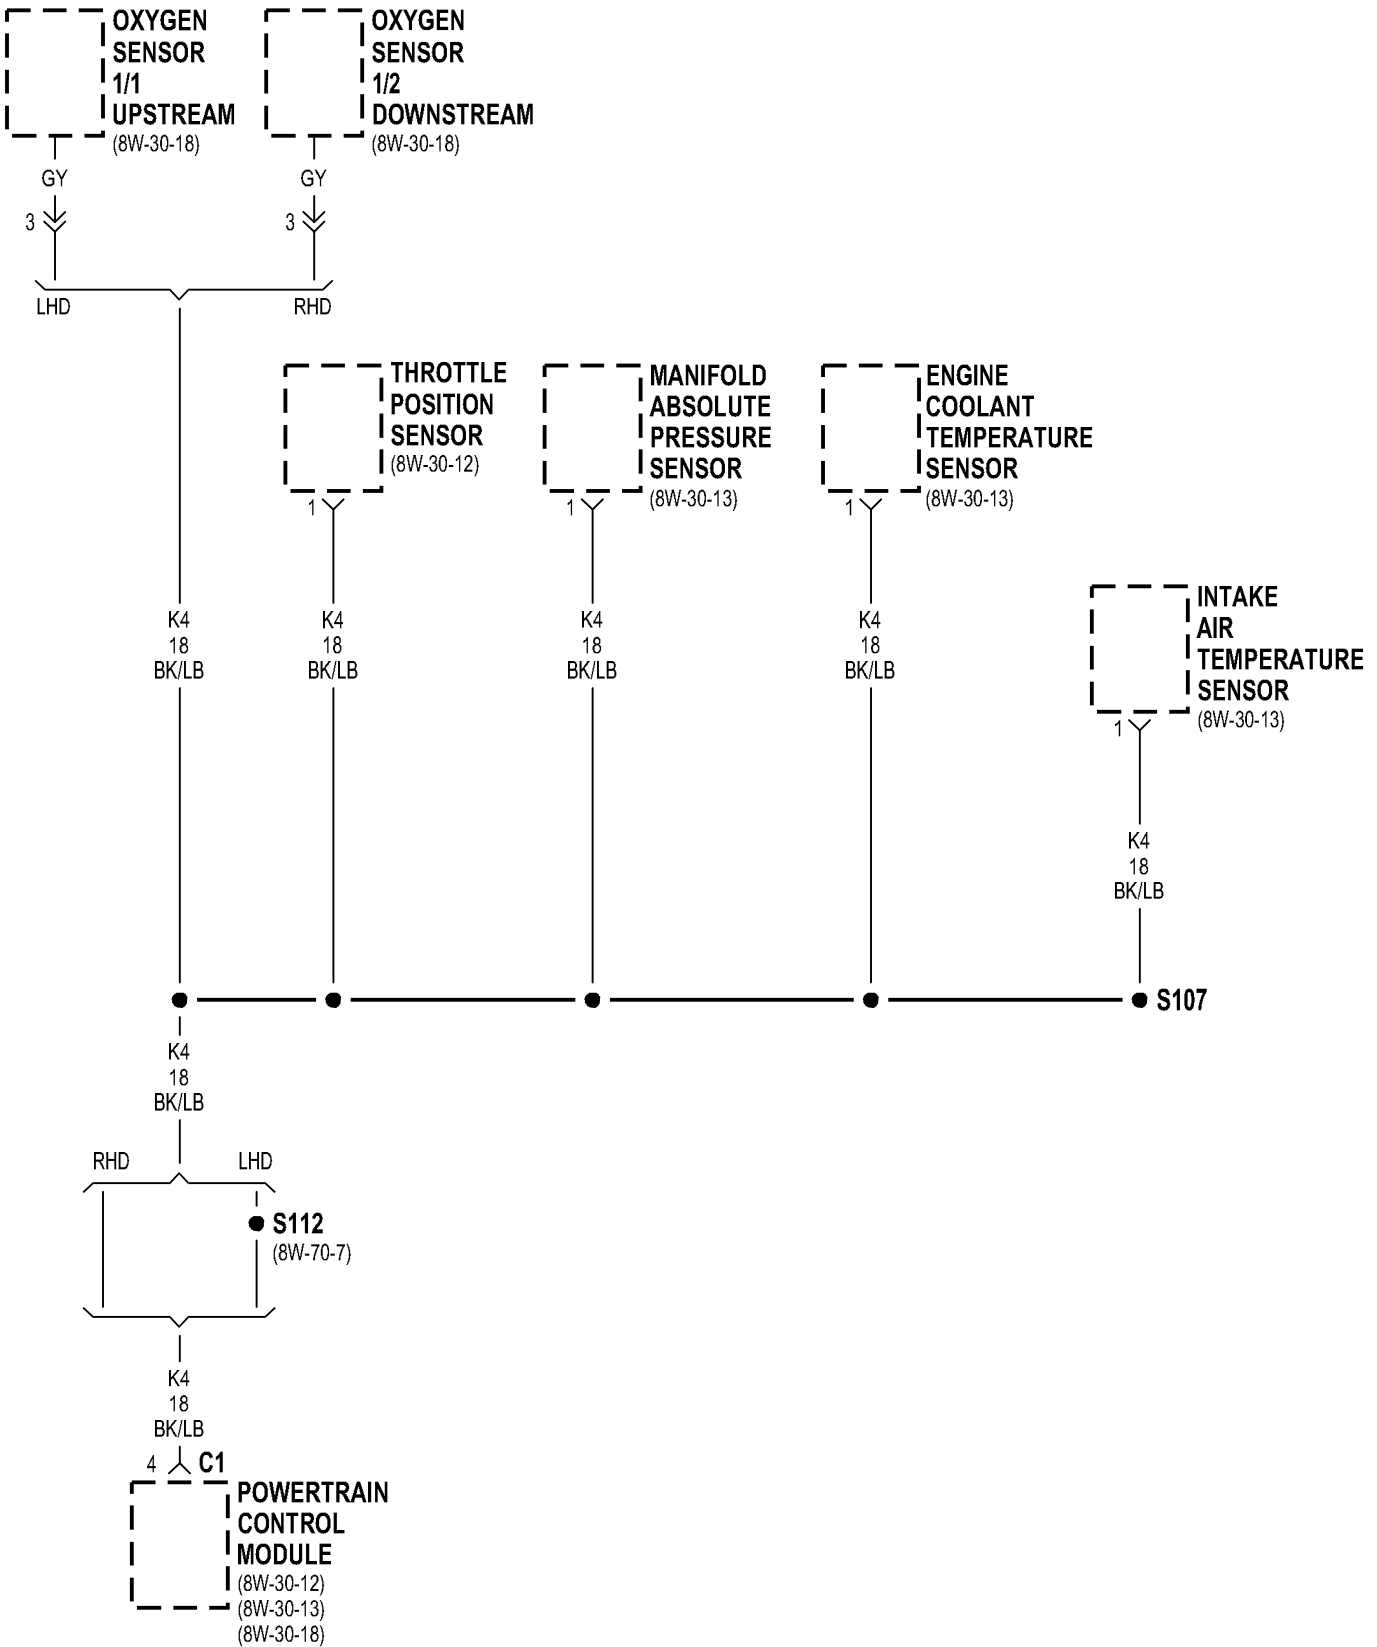 OXYGEN
SENSOR
1/1
UPSTREAM
(8W-30-18)
OXYGEN
SENSOR
1/2
DOWNSTREAM
(8W-30-18)
GY
GY
3
3
LHD
RHD
THROTTLE
POSITION
SENSOR
(8W-30-12)
1
MANIFOLD
ABSOLUTE
PRESSURE
SENSOR
(8W-30-13)
1
ENGINE
COOLANT
TEMPERATURE
SENSOR
(8W-30-13)
1
INTAKE
AIR
TEMPERATURE
SENSOR
(8W-30-13)
1
K4
18
BK/LB
K4
18
BK/LB
K4
18
BK/LB
K4
18
BK/LB
K4
18
BK/LB
S107
K4
18
BK/LB
RHD
LHD
S112
(8W-70-7)
K4
18
BK/LB
4
C1
POWERTRAIN
CONTROL
MODULE
(8W-30-12)
(8W-30-13)
(8W-30-18)